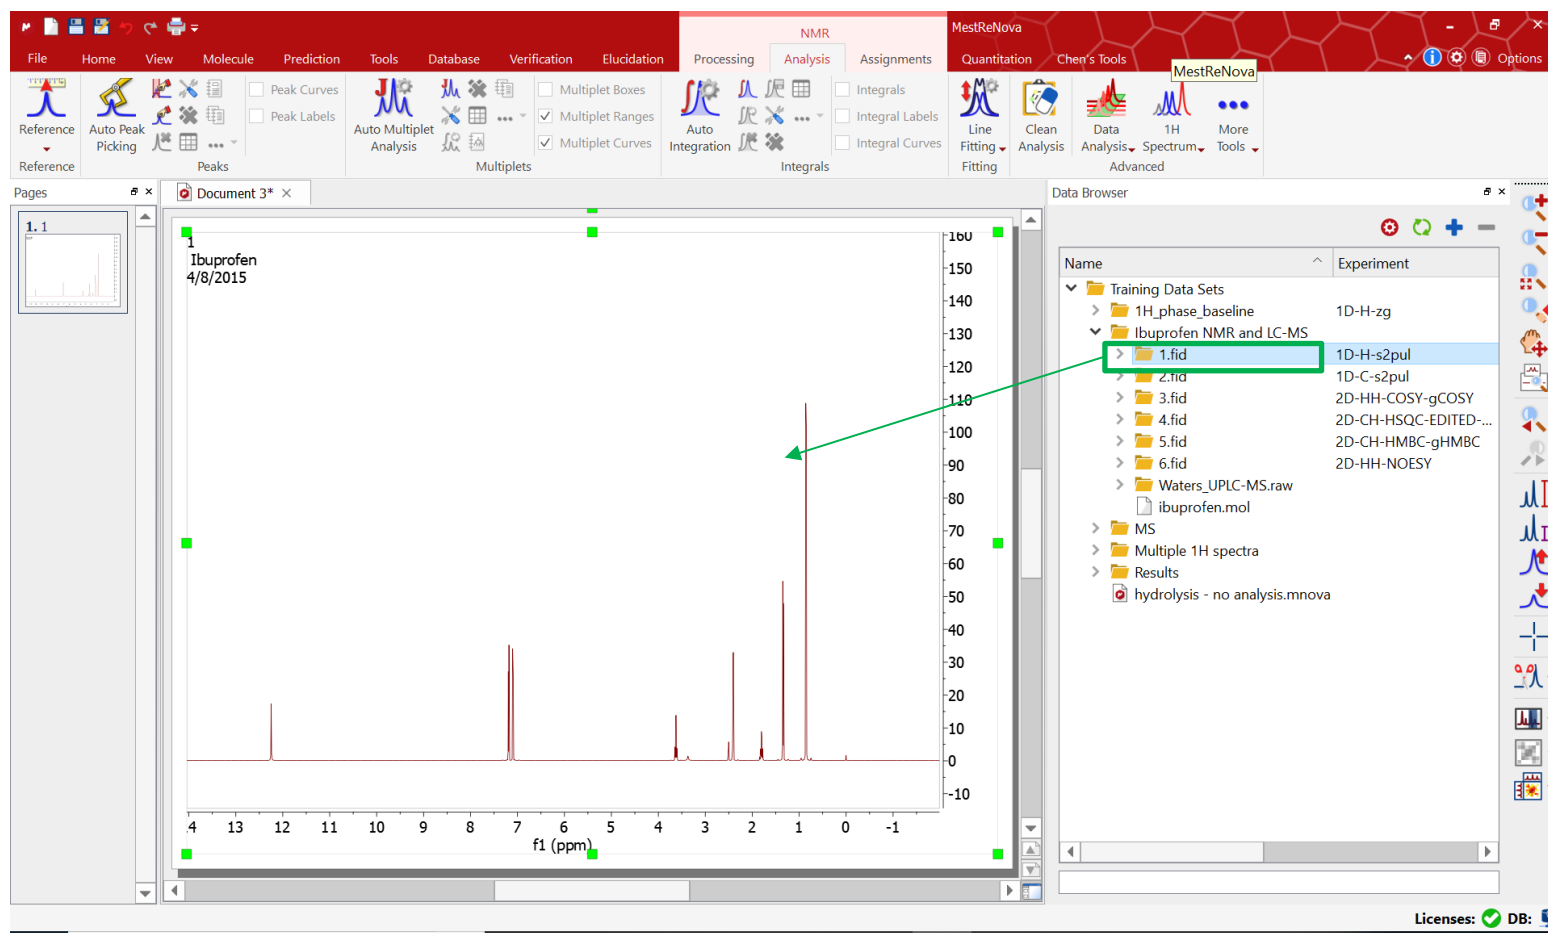 NMR
MestReNova
File Home View Molecule Prediction Tools Database Verification Elucidation Processing Analysis Assignments Quantitation Chen's Tools Options
MestReNova
Peak Curves Multiplet Boxes Integrals
Peak Labels Multiplet Ranges Integral Labels
Multiplet Curves Integral Curves
Reference Auto Peak Auto Multiplet Auto Line Clean Data 1H More
Picking Analysis Integration Fitting Analysis Analysis Spectrum Tools
Reference Peaks Multiplets Integrals Fitting Advanced
Pages
Document 3*
Data Browser
1. 1
1
Ibuprofen
4/8/2015
160
150
140
130
120
110
100
90
80
70
60
50
40
30
20
10
0
-10
14 13 12 11 10 9 8 7 6 5 4 3 2 1 0 -1
f1 (ppm)
Name Experiment
Training Data Sets
1H_phase_baseline 1D-H-zg
Ibuprofen NMR and LC-MS
1.fid 1D-H-s2pul
2.fid 1D-C-s2pul
3.fid 2D-HH-COSY-gCOSY
4.fid 2D-CH-HSQC-EDITED-...
5.fid 2D-CH-HMBC-gHMBC
6.fid 2D-HH-NOESY
Waters_UPLC-MS.raw
ibuprofen.mol
MS
Multiple 1H spectra
Results
hydrolysis - no analysis.mnova
Licenses: DB: